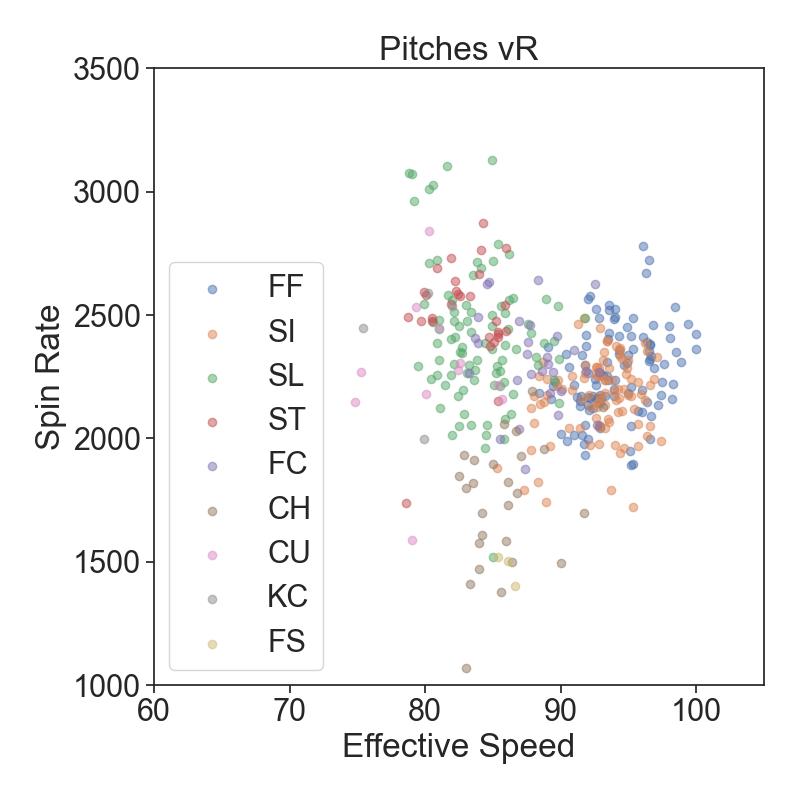 Pitches vR
3500
3000
2500
2000
1500
1000
Spin Rate
FF
SI
SL
ST
FC
CH
CU
KC
FS
60 70 80 90 100
Effective Speed